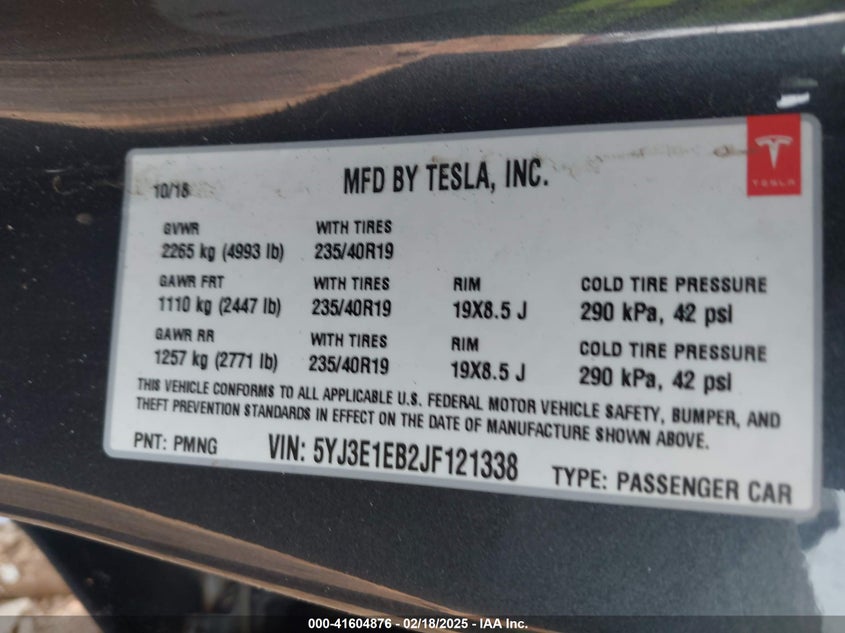 10/18
MFD BY TESLA, INC.
TESLA
GVWR WITH TIRES
2265 kg (4993 lb) 235/40R19
GAWR FRT WITH TIRES RIM COLD TIRE PRESSURE
1110 kg (2447 lb) 235/40R19 19X8.5 J 290 kPa, 42 psi
GAWR RR WITH TIRES RIM COLD TIRE PRESSURE
1257 kg (2771 lb) 235/40R19 19X8.5 J 290 kPa, 42 psi
THIS VEHICLE CONFORMS TO ALL APPLICABLE U.S. FEDERAL MOTOR VEHICLE SAFETY, BUMPER, AND
THEFT PREVENTION STANDARDS IN EFFECT ON THE DATE OF MANUFACTURE SHOWN ABOVE.
PNT: PMNG VIN: 5YJ3E1EB2JF121338 TYPE: PASSENGER CAR
000-41604876 - 02/18/2025 - IAA, Inc.